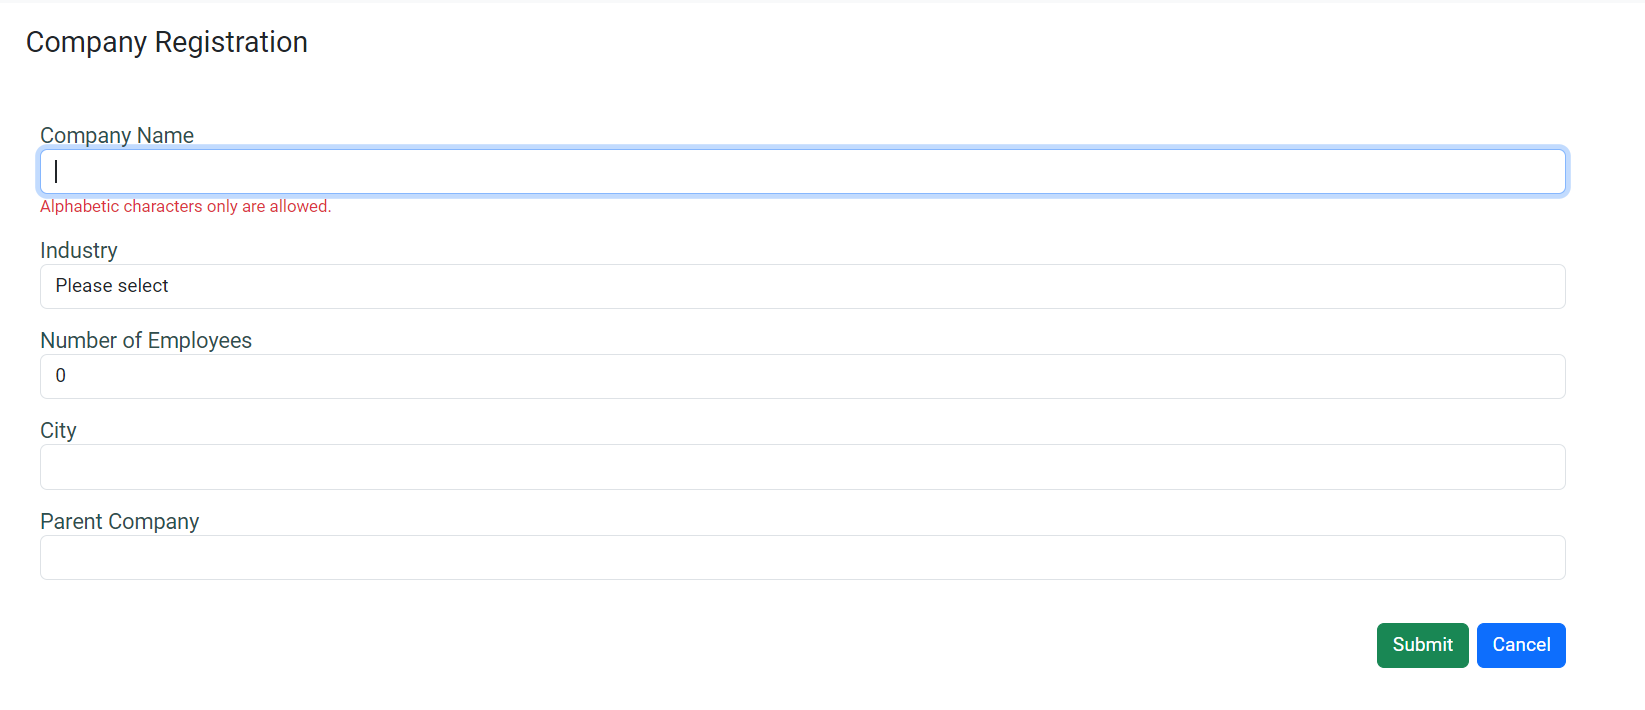 Company Registration
Company Name
Alphabetic characters only are allowed.
Industry
Please select
Number of Employees
0
City
Parent Company
Submit Cancel